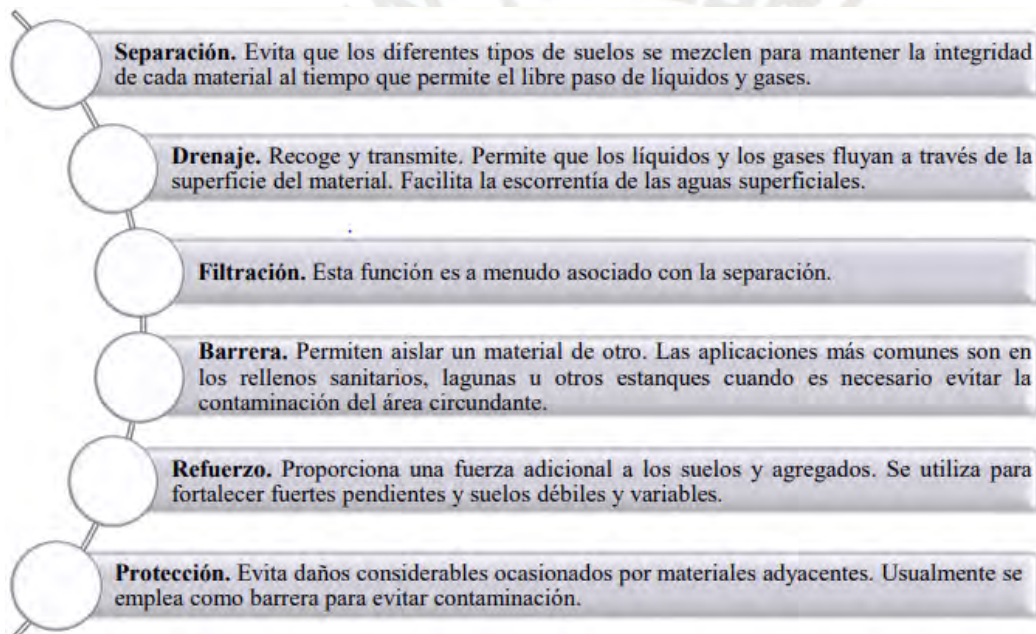 Separación. Evita que los diferentes tipos de suelos se mezclen para mantener la integridad
de cada material al tiempo que permite el libre paso de líquidos y gases.
Drenaje. Recoge y transmite. Permite que los líquidos y los gases fluyan a través de la
superficie del material. Facilita la escorrentía de las aguas superficiales.
Filtración. Esta función es a menudo asociado con la separación.
Barrera. Permiten aislar un material de otro. Las aplicaciones más comunes son en
los rellenos sanitarios, lagunas u otros estanques cuando es necesario evitar la
contaminación del área circundante.
Refuerzo. Proporciona una fuerza adicional a los suelos y agregados. Se utiliza para
fortalecer fuertes pendientes y suelos débiles y variables.
Protección. Evita daños considerables ocasionados por materiales adyacentes. Usualmente se
emplea como barrera para evitar contaminación.